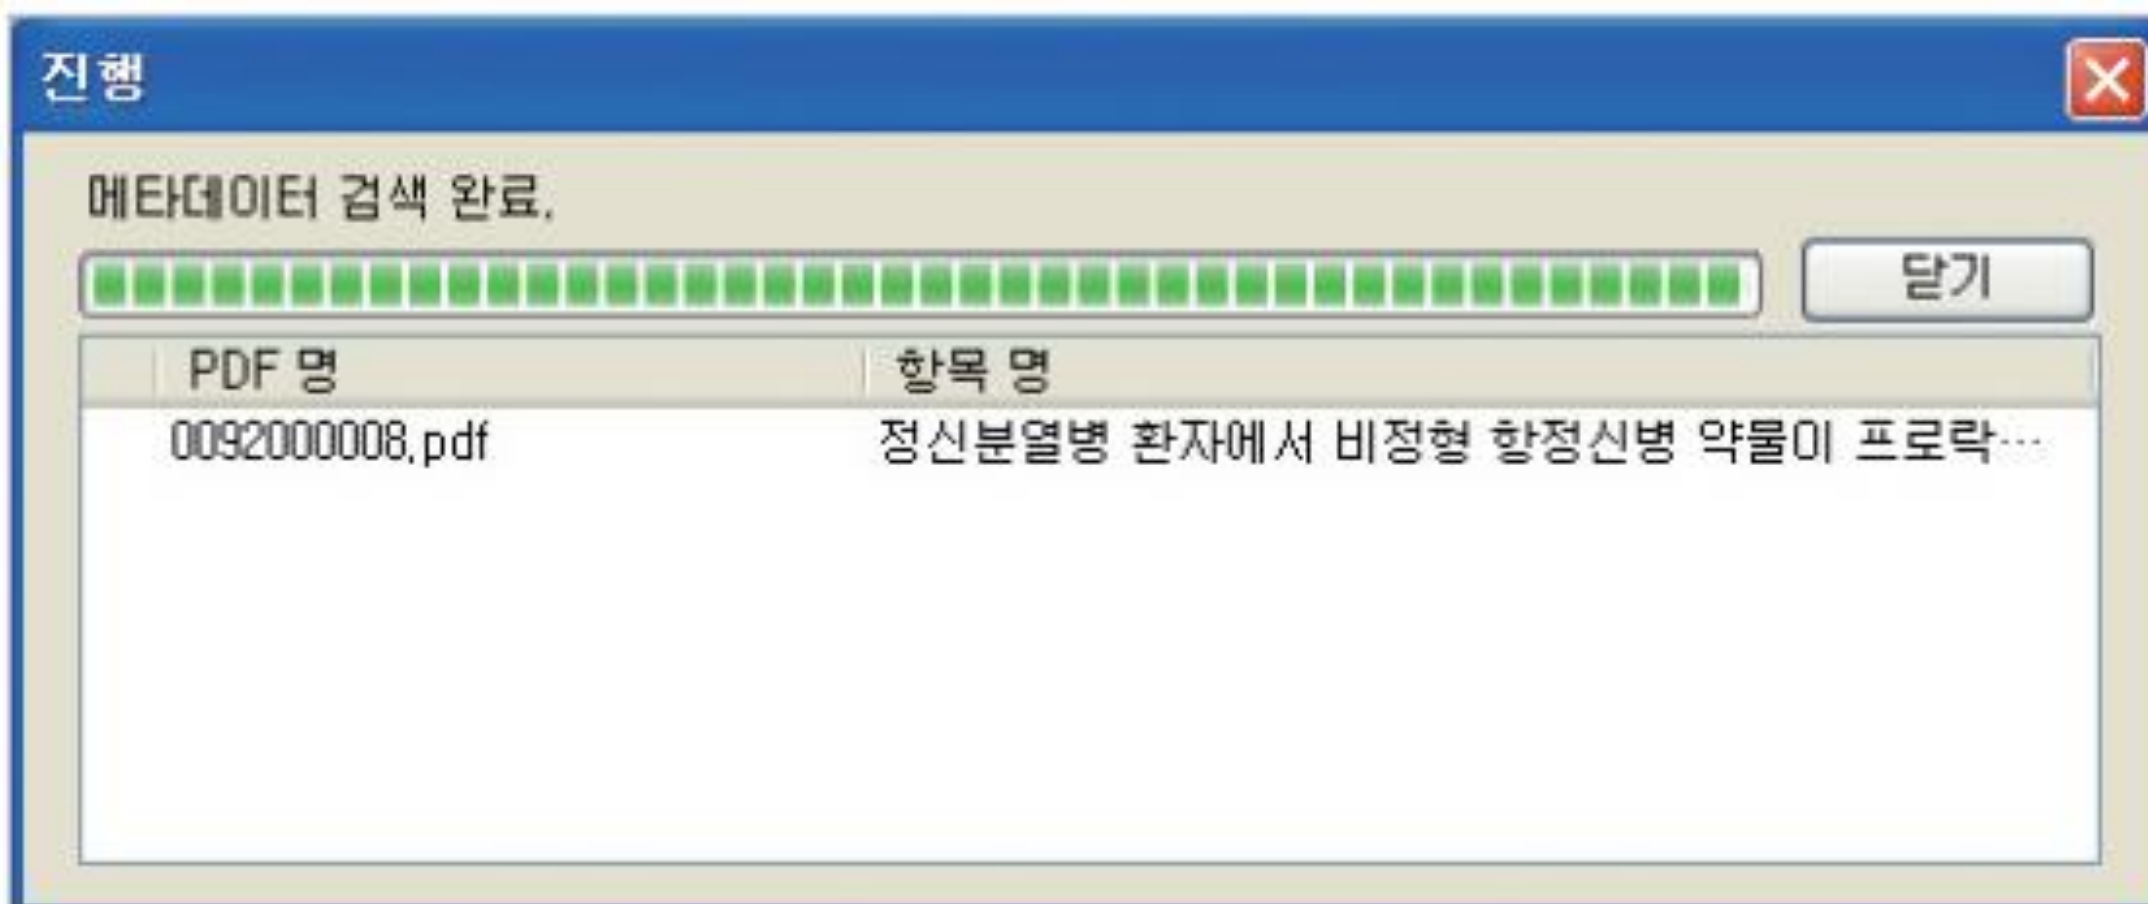 진행
메타데이터 검색 완료.
닫기
PDF 명 항목 명
0092000008.pdf 정신분열병 환자에서 비정형 항정신병 약물이 프로락…